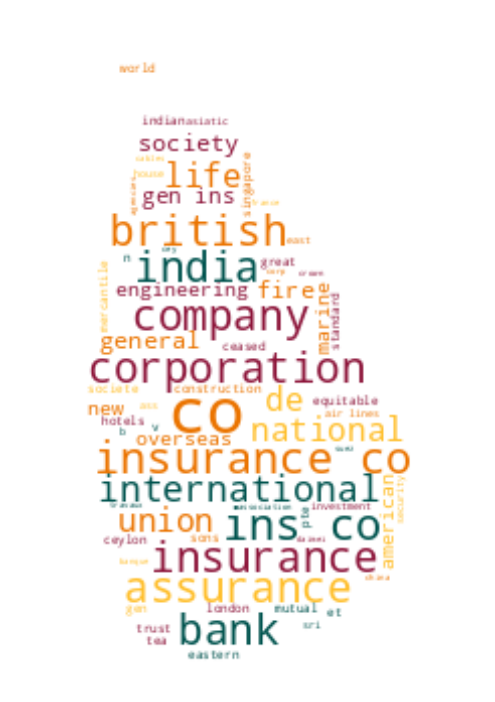 world
indian asiatic
society
life
house
gen ins
singapore
france
british
east
india
n
great
corp
crown
engineering fire
mercantile
marine
standard
company
general
ceased
corporation
societe construction
de
equitable
new
co
air lines
hotels
b
v
national
overseas
insurance co
international
american
security
association
investment
union
ins co
pte
ceylon
sons
insurance
china
assurance
gen
london
mutual et
trust
bank
sri
tea
eastern